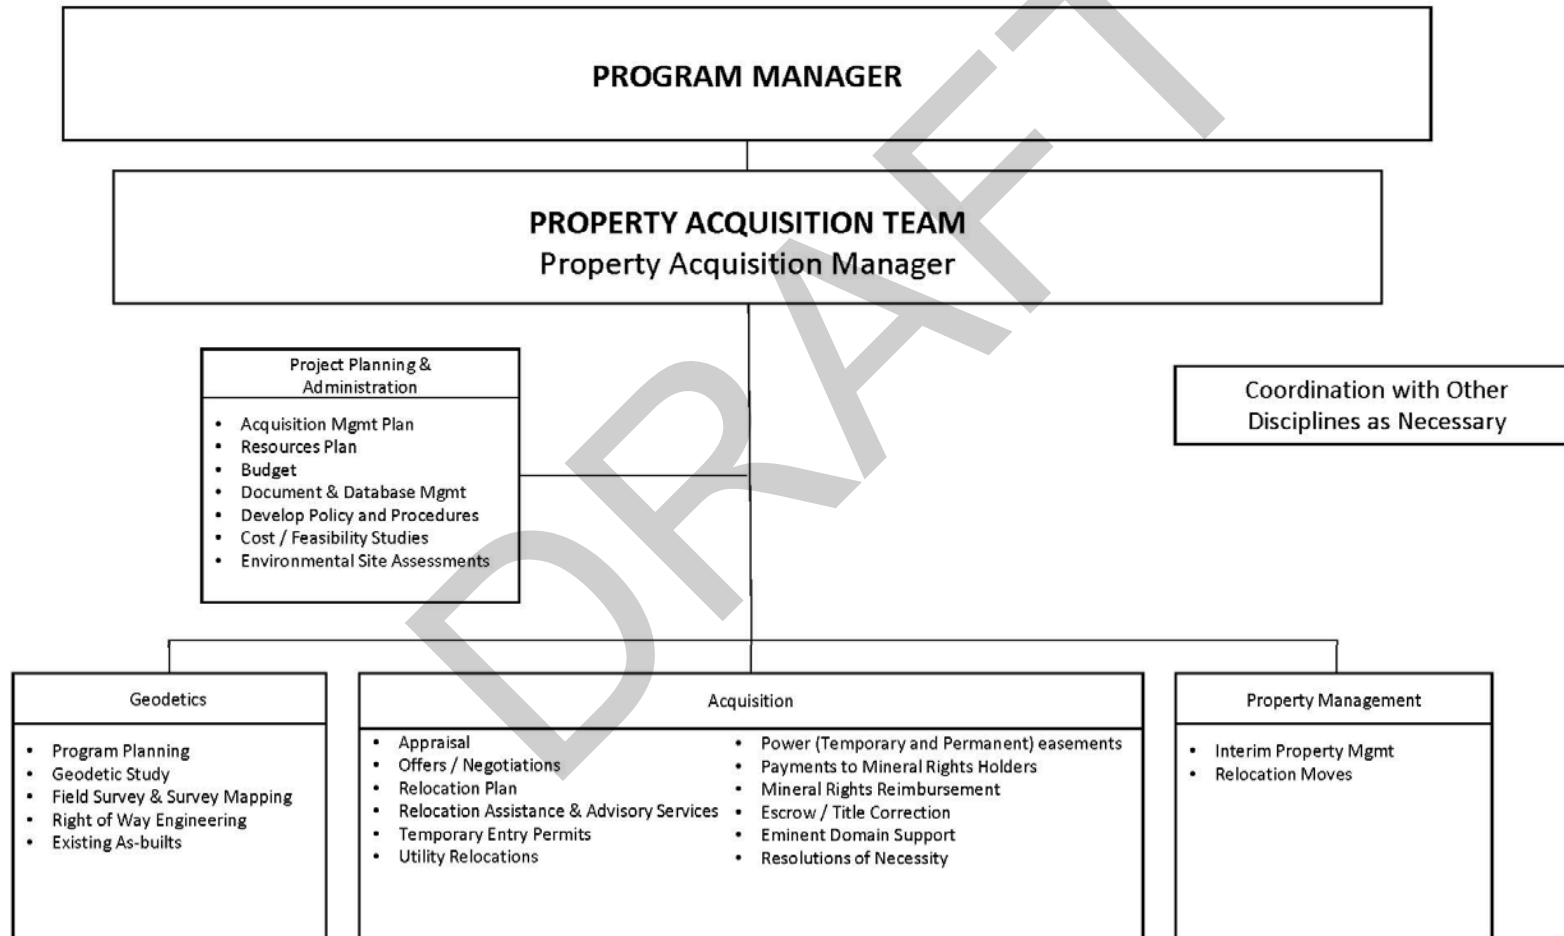 PROGRAM MANAGER
PROPERTY ACQUISITION TEAM
Property Acquisition Manager
Project Planning &
Administration
• Acquisition Mgmt Plan
• Resources Plan
• Budget
• Document & Database Mgmt
• Develop Policy and Procedures
• Cost / Feasibility Studies
• Environmental Site Assessments
Coordination with Other
Disciplines as Necessary
Geodetics
• Program Planning
• Geodetic Study
• Field Survey & Survey Mapping
• Right of Way Engineering
• Existing As-builts
Acquisition
• Appraisal
• Offers / Negotiations
• Relocation Plan
• Relocation Assistance & Advisory Services
• Temporary Entry Permits
• Utility Relocations
• Power (Temporary and Permanent) easements
• Payments to Mineral Rights Holders
• Mineral Rights Reimbursement
• Escrow / Title Correction
• Eminent Domain Support
• Resolutions of Necessity
Property Management
• Interim Property Mgmt
• Relocation Moves
DRAFT